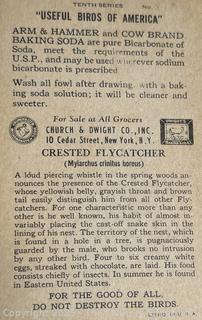 TENTH SERIES No.
"USEFUL BIRDS OF AMERICA"
ARM & HAMMER and COW BRAND
BAKING SODA are pure Bicarbonate of
Soda, meet the requirements of the
U.S.P., and may be used wherever sodium
bicarbonate is prescribed
Wash all fowl after drawing, with a bak-
ing soda solution; it will be cleaner and
sweeter.
For Sale at All Grocers
CHURCH & DWIGHT CO., INC.
10 Cedar Street, New York, N. Y.
CRESTED FLYCATCHER
(Mylarchus crinitus boreus)
A loud piercing whistle in the spring woods an-
nounces the presence of the Crested Flycatcher,
whose yellowish belly, grayish throat and brown
tail easily distinguish him from all other Fly-
catchers. For one characteristic more than any
other is he well known, his habit of almost in-
variably placing the cast-off snake skin in the
lining of his nest. The territory of the nest, which
is found in a hole in a tree, is pugnaciously
guarded by the male, who brooks no intrusion
by any other bird. Four to six creamy white
eggs, streaked with chocolate, are laid. His food
consists chiefly of insects. In summer is found
in Eastern United States.
FOR THE GOOD OF ALL,
DO NOT DESTROY THE BIRDS.
LITHO IN U.S.A.